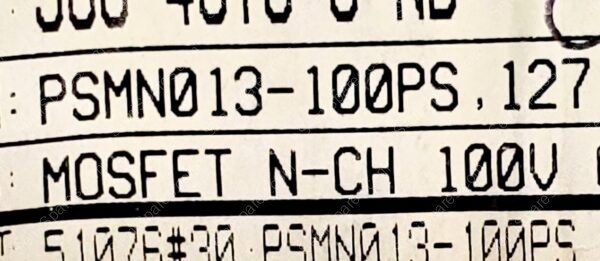 : PSMN013-100PS,127
: MOSFET N-CH 100V
51076#30 PSMN013-100PS